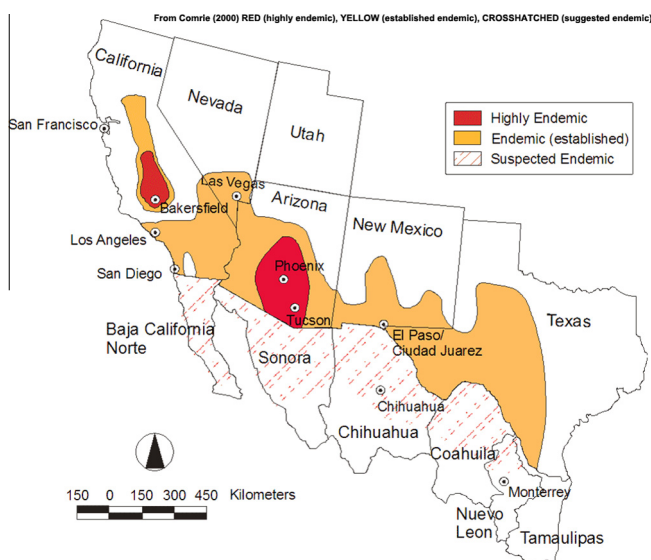 From Comrie (2000) RED (highly endemic), YELLOW (established endemic), CROSSHATCHED (suggested endemic)
California
Nevada
Utah
San Francisco
Highly Endemic
Endemic (established)
Suspected Endemic
Las Vegas
Arizona
New Mexico
Bakersfield
Los Angeles
San Diego
Phoenix
Tucson
Texas
Baja California
Norte
Sonora
El Paso/
Ciudad Juarez
Chihuahua
Chihuahua
Coahuila
Monterrey
Nuevo
Leon
Tamaulipas
150 0 150 300 450 Kilometers